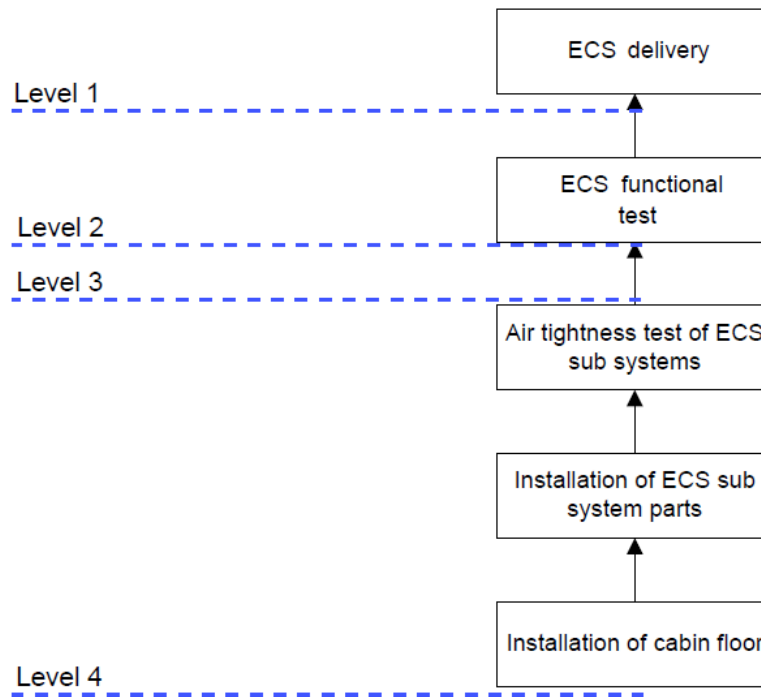 ECS delivery
Level 1
ECS functional
test
Level 2
Level 3
Air tightness test of ECS
sub systems
Installation of ECS sub
system parts
Installation of cabin floor
Level 4